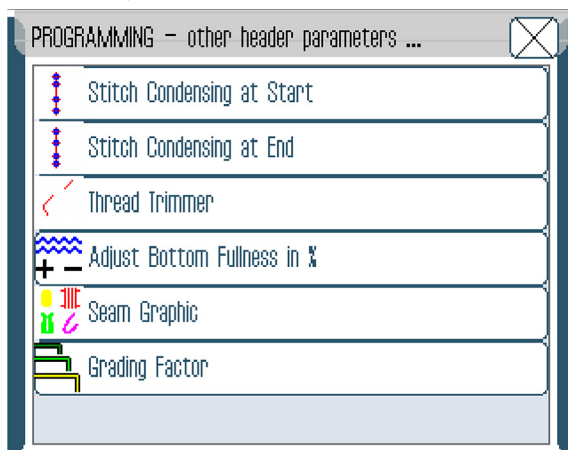 PROGRAMMING - other header parameters ...
Stitch Condensing at Start
Stitch Condensing at End
Thread Trimmer
Adjust Bottom Fullness in %
Seam Graphic
Grading Factor